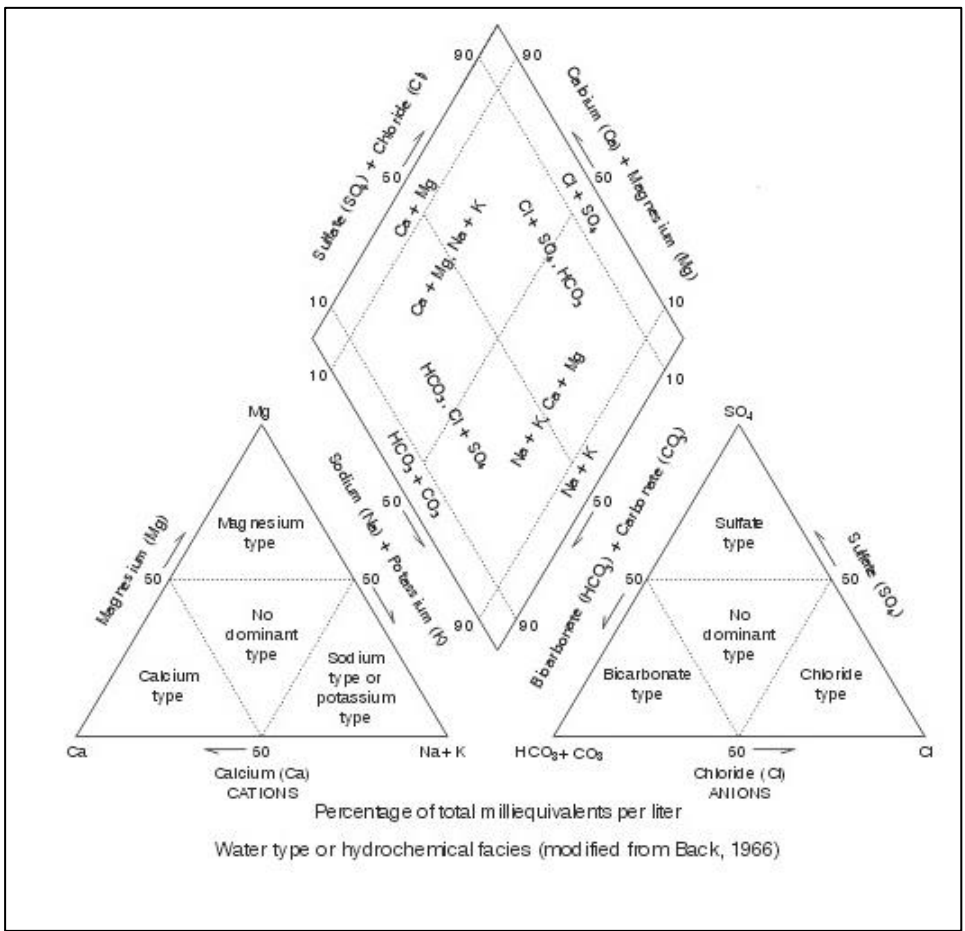 90
90
Sulfate (SO₄) + Chloride (Cl)
Calcium (Ca) + Magnesium (Mg)
50
50
Ca + Mg
Cl + SO₄
Ca + Mg, Na + K
Cl + SO₄, HCO₃
10
10
10
10
HCO₃, Cl + SO₄
Na + K, Ca + Mg
HCO₃ + CO₃
Na + K
Mg
SO₄
Sodium (Na) + Potassium (K)
Bicarbonate (HCO₃) + Carbonate (CO₃)
50
50
90
90
Magnesium (Mg)
Magnesium
type
50
50
No
dominant
type
Calcium
type
Sodium
type or
potassium
type
Ca
50
Na + K
Calcium (Ca)
CATIONS
Sulfate
type
Sulfate (SO₄)
50
50
No
dominant
type
Bicarbonate
type
Chloride
type
HCO₃ + CO₃
50
Cl
Chloride (Cl)
ANIONS
Percentage of total milliequivalents per liter
Water type or hydrochemical facies (modified from Back, 1966)